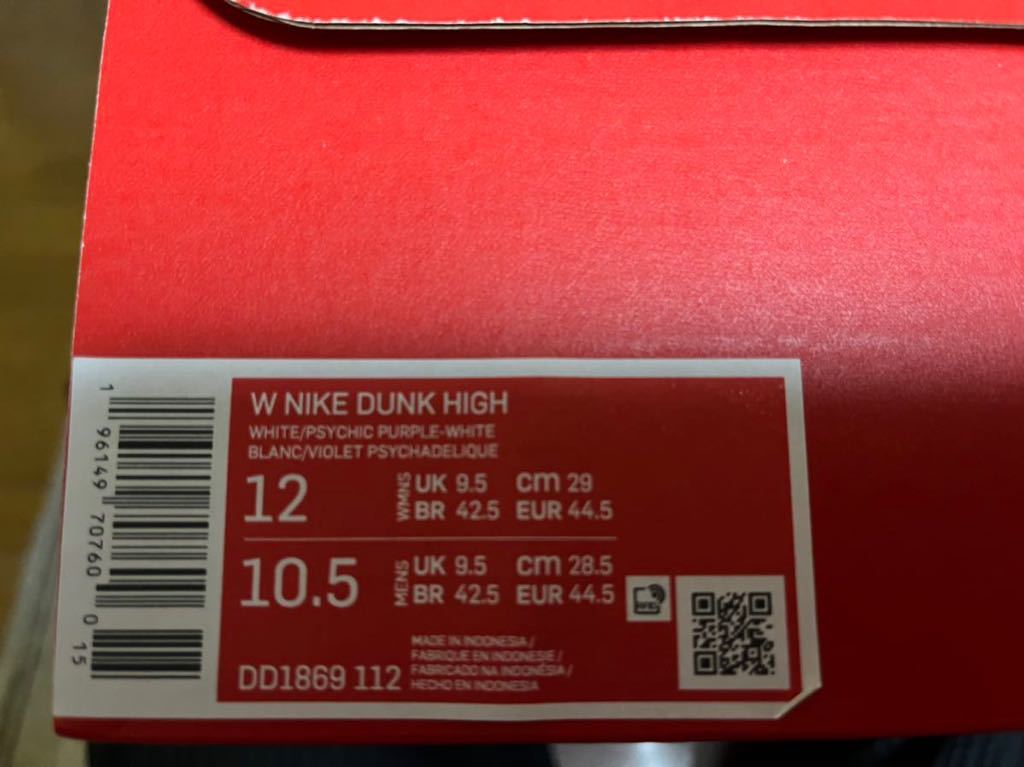 W NIKE DUNK HIGH
WHITE/PSYCHIC PURPLE-WHITE
BLANC/VIOLET PSYCHADELIQUE
12 WMNS UK 9.5 CM 29
BR 42.5 EUR 44.5
10.5 MENS UK 9.5 CM 28.5
BR 42.5 EUR 44.5
RFID
DD1869 112
MADE IN INDONESIA /
FABRIQUE EN INDONESIE /
FABRICADO NA INDONÉSIA /
HECHO EN INDONESIA
1 96149 70760 0 15